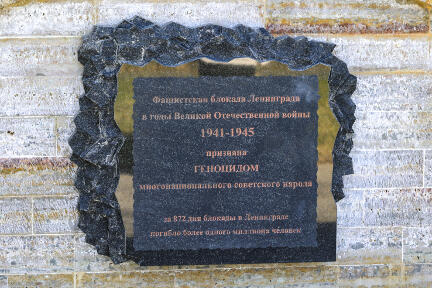 Фашистская блокада Ленинграда
в годы Великой Отечественной войны
1941-1945
признана
ГЕНОЦИДОМ
многонационального советского народа
за 872 дня блокады в Ленинграде
погибло более одного миллиона человек